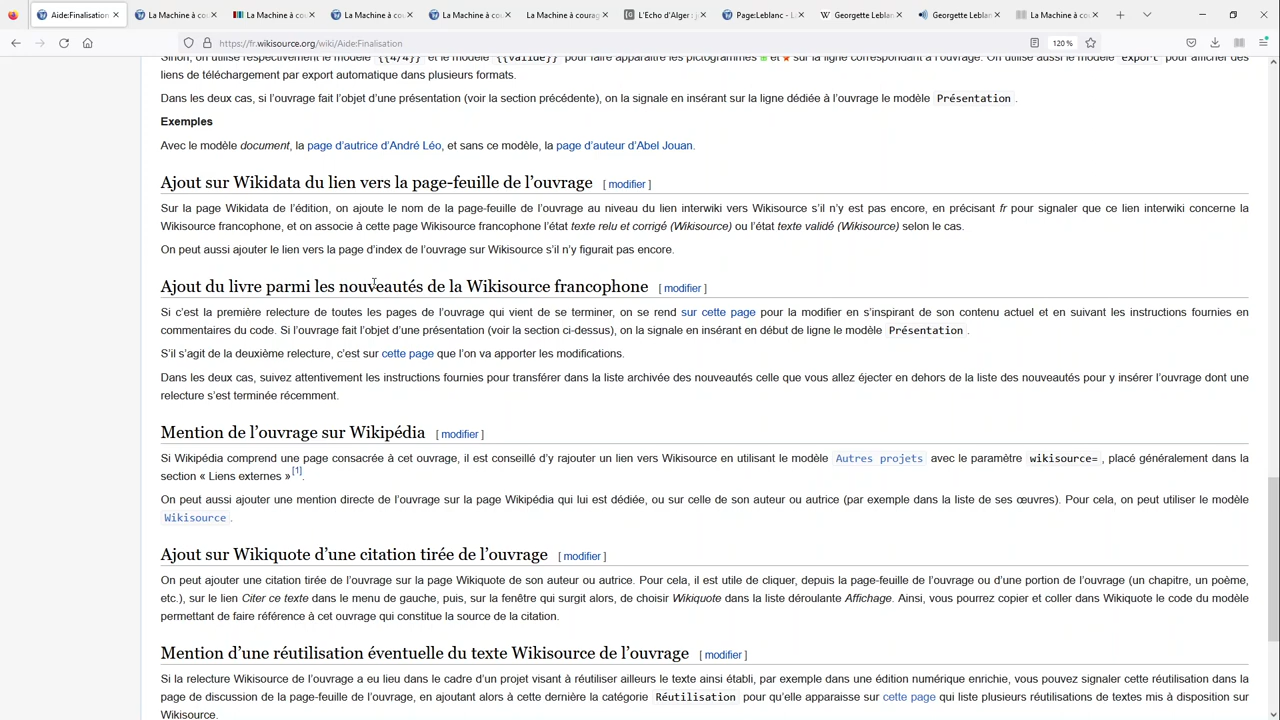 Aide:Finalisation
La Machine à co
La Machine à cou
La Machine à co
La Machine à co
La Machine à courag
L'Echo d'Alger : jo
Page:Leblanc - L
Georgette Leblan
Georgette Leblan
La Machine à co
https://fr.wikisource.org/wiki/Aide:Finalisation
120 %
Sinon, on utilise respectivement le modèle {{4/4}} et le modèle {{Validé}} pour faire apparaître les pictogrammes et sur la ligne correspondant à l'ouvrage. On utilise aussi le modèle export pour afficher des
liens de téléchargement par export automatique dans plusieurs formats.
Dans les deux cas, si l'ouvrage fait l'objet d'une présentation (voir la section précédente), on la signale en insérant sur la ligne dédiée à l'ouvrage le modèle Présentation .
Exemples
Avec le modèle document, la page d'autrice d'André Léo, et sans ce modèle, la page d'auteur d'Abel Jouan.
Ajout sur Wikidata du lien vers la page-feuille de l'ouvrage [ modifier ]
Sur la page Wikidata de l'édition, on ajoute le nom de la page-feuille de l'ouvrage au niveau du lien interwiki vers Wikisource s'il n'y est pas encore, en précisant fr pour signaler que ce lien interwiki concerne la
Wikisource francophone, et on associe à cette page Wikisource francophone l'état texte relu et corrigé (Wikisource) ou l'état texte validé (Wikisource) selon le cas.
On peut aussi ajouter le lien vers la page d'index de l'ouvrage sur Wikisource s'il n'y figurait pas encore.
Ajout du livre parmi les nouveautés de la Wikisource francophone [ modifier ]
Si c'est la première relecture de toutes les pages de l'ouvrage qui vient de se terminer, on se rend sur cette page pour la modifier en s'inspirant de son contenu actuel et en suivant les instructions fournies en
commentaires du code. Si l'ouvrage fait l'objet d'une présentation (voir la section ci-dessus), on la signale en insérant en début de ligne le modèle Présentation .
S'il s'agit de la deuxième relecture, c'est sur cette page que l'on va apporter les modifications.
Dans les deux cas, suivez attentivement les instructions fournies pour transférer dans la liste archivée des nouveautés celle que vous allez éjecter en dehors de la liste des nouveautés pour y insérer l'ouvrage dont une
relecture s'est terminée récemment.
Mention de l'ouvrage sur Wikipédia [ modifier ]
Si Wikipédia comprend une page consacrée à cet ouvrage, il est conseillé d'y rajouter un lien vers Wikisource en utilisant le modèle Autres projets avec le paramètre wikisource= , placé généralement dans la
section « Liens externes »[1].
On peut aussi ajouter une mention directe de l'ouvrage sur la page Wikipédia qui lui est dédiée, ou sur celle de son auteur ou autrice (par exemple dans la liste de ses œuvres). Pour cela, on peut utiliser le modèle
Wikisource .
Ajout sur Wikiquote d'une citation tirée de l'ouvrage [ modifier ]
On peut ajouter une citation tirée de l'ouvrage sur la page Wikiquote de son auteur ou autrice. Pour cela, il est utile de cliquer, depuis la page-feuille de l'ouvrage ou d'une portion de l'ouvrage (un chapitre, un poème,
etc.), sur le lien Citer ce texte dans le menu de gauche, puis, sur la fenêtre qui surgit alors, de choisir Wikiquote dans la liste déroulante Affichage. Ainsi, vous pourrez copier et coller dans Wikiquote le code du modèle
permettant de faire référence à cet ouvrage qui constitue la source de la citation.
Mention d'une réutilisation éventuelle du texte Wikisource de l'ouvrage [ modifier ]
Si la relecture Wikisource de l'ouvrage a eu lieu dans le cadre d'un projet visant à réutiliser ailleurs le texte ainsi établi, par exemple dans une édition numérique enrichie, vous pouvez signaler cette réutilisation dans la
page de discussion de la page-feuille de l'ouvrage, en ajoutant alors à cette dernière la catégorie Réutilisation pour qu'elle apparaisse sur cette page qui liste plusieurs réutilisations de textes mis à disposition sur
Wikisource.